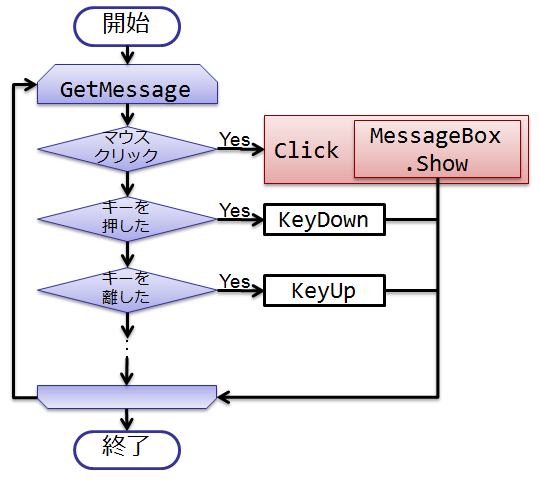 開始
GetMessage
マウス
クリック
Yes
Click
MessageBox
.Show
キーを
押した
Yes
KeyDown
キーを
離した
Yes
KeyUp
終了